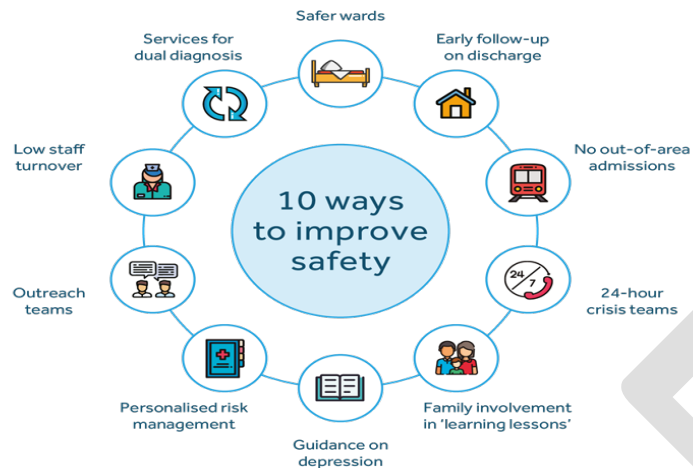 10 ways
to improve
safety
Safer wards
Early follow-up
on discharge
No out-of-area
admissions
24/7
24-hour
crisis teams
Family involvement
in ‘learning lessons’
Guidance on
depression
Personalised risk
management
Outreach
teams
Low staff
turnover
Services for
dual diagnosis